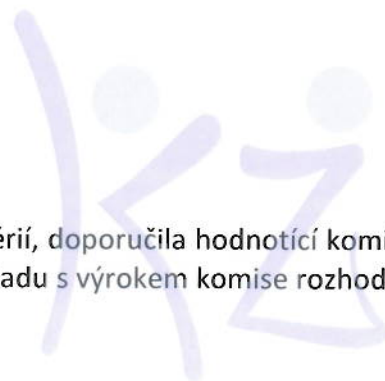 érií, doporučila hodnotící komi
adu s výrokem komise rozhod